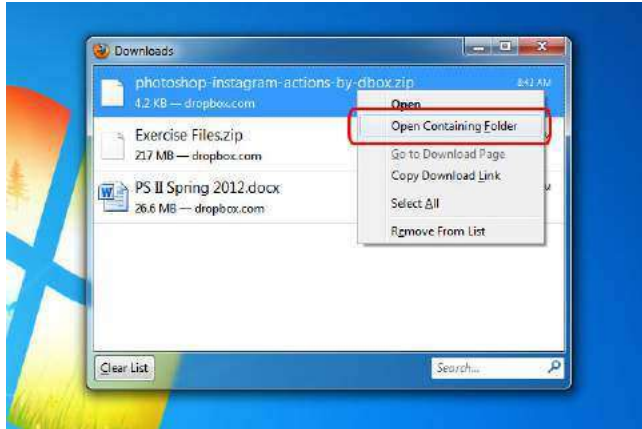 Downloads
photoshop-instagram-actions-by-dbox.zip
8:42 AM
4.2 KB — dropbox.com
Open
Open Containing Folder
Exercise Files.zip
217 MB — dropbox.com
Go to Download Page
Copy Download Link
PS II Spring 2012.docx
26.6 MB — dropbox.com
Select All
Remove From List
Clear List
Search...